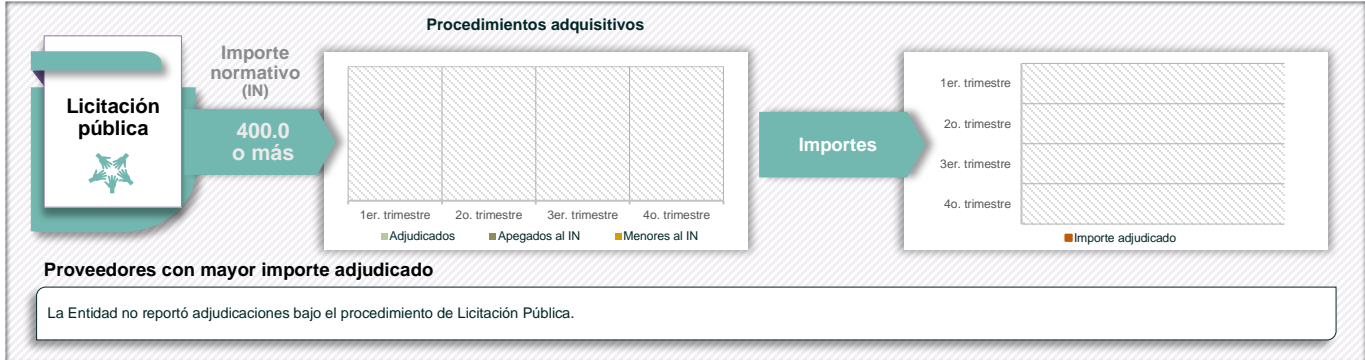 Procedimientos adquisitivos
Licitación
pública
Importe
normativo
(IN)
400.0
o más
1er. trimestre
2o. trimestre
3er. trimestre
4o. trimestre
Adjudicados
Apegados al IN
Menores al IN
Importes
1er. trimestre
2o. trimestre
3er. trimestre
4o. trimestre
Importe adjudicado
Proveedores con mayor importe adjudicado
La Entidad no reportó adjudicaciones bajo el procedimiento de Licitación Pública.